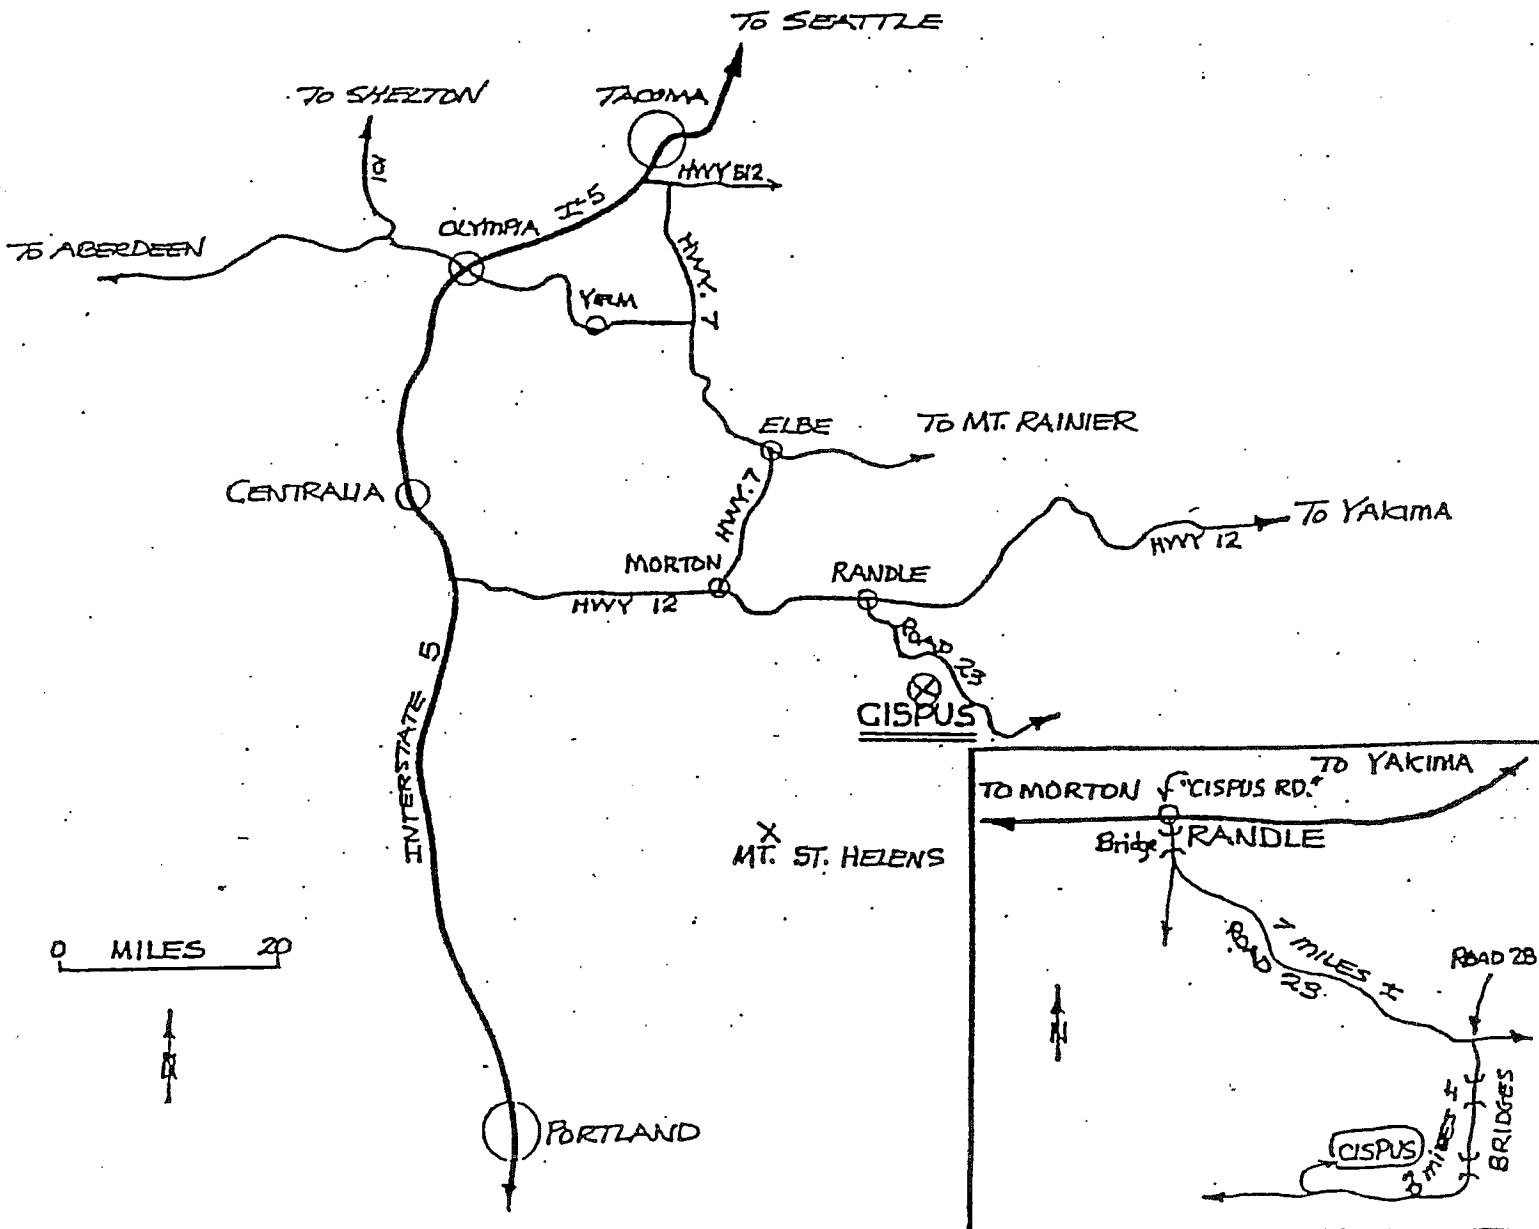 TO SEATTLE
TO SHELTON
TACOMA
101
HWY 512
OLYMPIA
I-5
TO ABERDEEN
HWY. 7
YELM
ELBE
TO MT. RAINIER
CENTRALIA
HWY. 7
TO YAKIMA
HWY 12
MORTON
RANDLE
HWY 12
ROAD 23
INTERSTATE 5
CISPUS
MT. ST. HELENS
0 MILES 20
N
PORTLAND
TO YAKIMA
TO MORTON
"CISPUS RD."
Bridge
RANDLE
7 MILES ±
ROAD 23
ROAD 28
N
3 MILES ±
BRIDGES
CISPUS